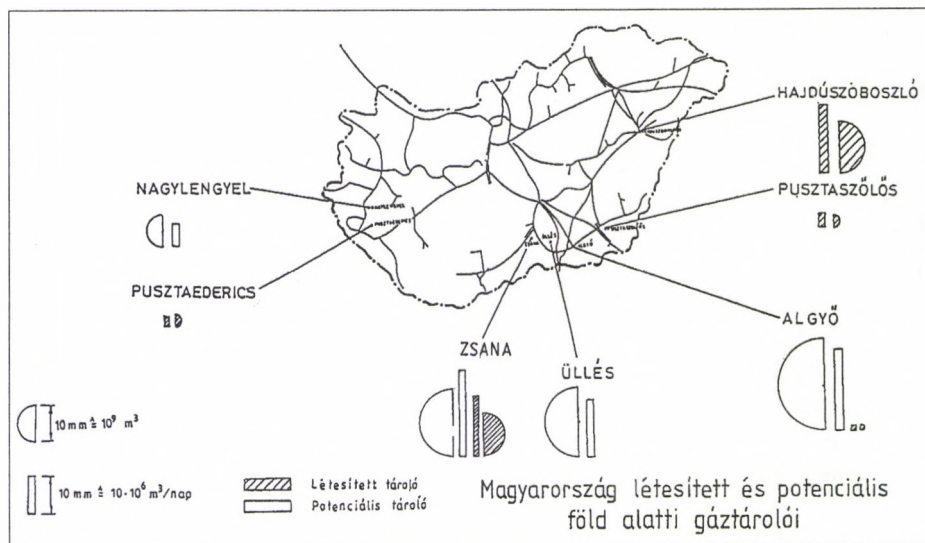 HAJDÚSZOBOSZLÓ
NAGYLENGYEL
PUSZTASZŐLŐS
PUSZTAEDERICS
ALGYŐ
ZSANA
ÜLLÉS
10 mm ≙ 10⁹ m³
10 mm ≙ 10·10⁶ m³/nap
Létesített tároló
Potenciális tároló
Magyarország létesített és potenciális
föld alatti gáztárolói